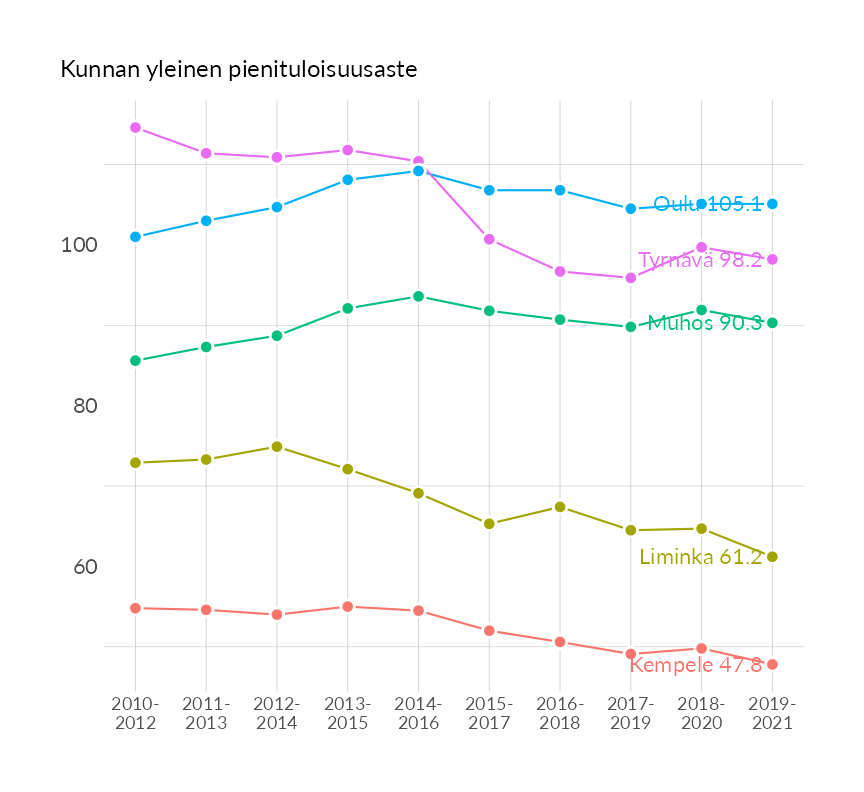 Kunnan yleinen pienituloisuusaste
100
80
60
Oulu 105.1
Tyrnävä 98.2
Muhos 90.3
Liminka 61.2
Kempele 47.8
2010- 2011- 2012- 2013- 2014- 2015- 2016- 2017- 2018- 2019-
2012 2013 2014 2015 2016 2017 2018 2019 2020 2021